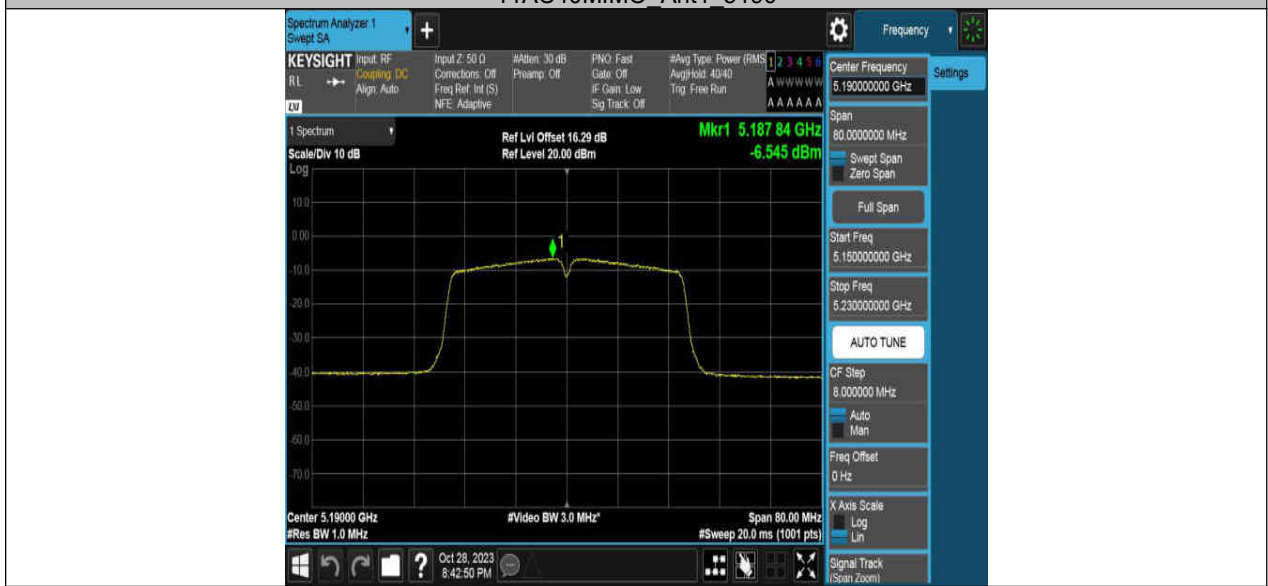 Spectrum Analyzer 1
Swept SA
+
Frequency
KEYSIGHT
RL
Input: RF
Coupling: DC
Align: Auto
Input Z: 50 Ω
Corrections: Off
Freq Ref: Int (S)
NFE: Adaptive
#Atten: 30 dB
Preamp: Off
PNO: Fast
Gate: Off
IF Gain: Low
Sig Track: Off
#Avg Type: Power (RMS
Avg|Hold: 40/40
Trig: Free Run
1 2 3 4 5 6
A W W W W W
A A A A A A
Center Frequency
5.190000000 GHz
Settings
Span
80.0000000 MHz
Swept Span
Zero Span
Full Span
Start Freq
5.150000000 GHz
Stop Freq
5.230000000 GHz
AUTO TUNE
CF Step
8.000000 MHz
Auto
Man
Freq Offset
0 Hz
X Axis Scale
Log
Lin
Signal Track
(Span Zoom)
1 Spectrum
Scale/Div 10 dB
Log
Ref Lvl Offset 16.29 dB
Ref Level 20.00 dBm
Mkr1 5.187 84 GHz
-6.545 dBm
1
10.0
0.00
-10.0
-20.0
-30.0
-40.0
-50.0
-60.0
-70.0
Center 5.19000 GHz
#Res BW 1.0 MHz
#Video BW 3.0 MHz*
Span 80.00 MHz
#Sweep 20.0 ms (1001 pts)
?
Oct 28, 2023
8:42:50 PM